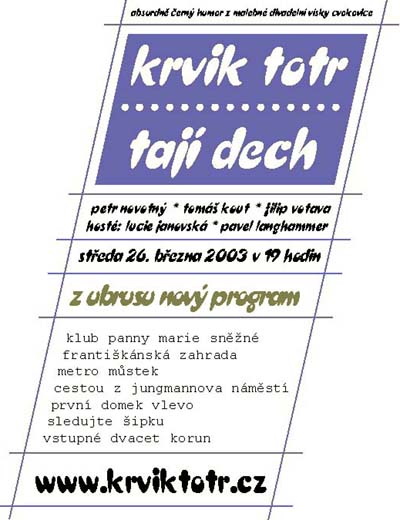 absurdně černý humor z malebné divadelní vísky cvokovice
krvik totr
tají dech
petr novotný * tomáš kout * filip votava
hosté: lucie janovská * pavel langhammer
středa 26. března 2003 v 19 hodin
z ubrusu nový program
klub panny marie sněžné
františkánská zahrada
metro můstek
cestou z jungmannova náměstí
první domek vlevo
sledujte šipku
vstupné dvacet korun
www.krviktotr.cz